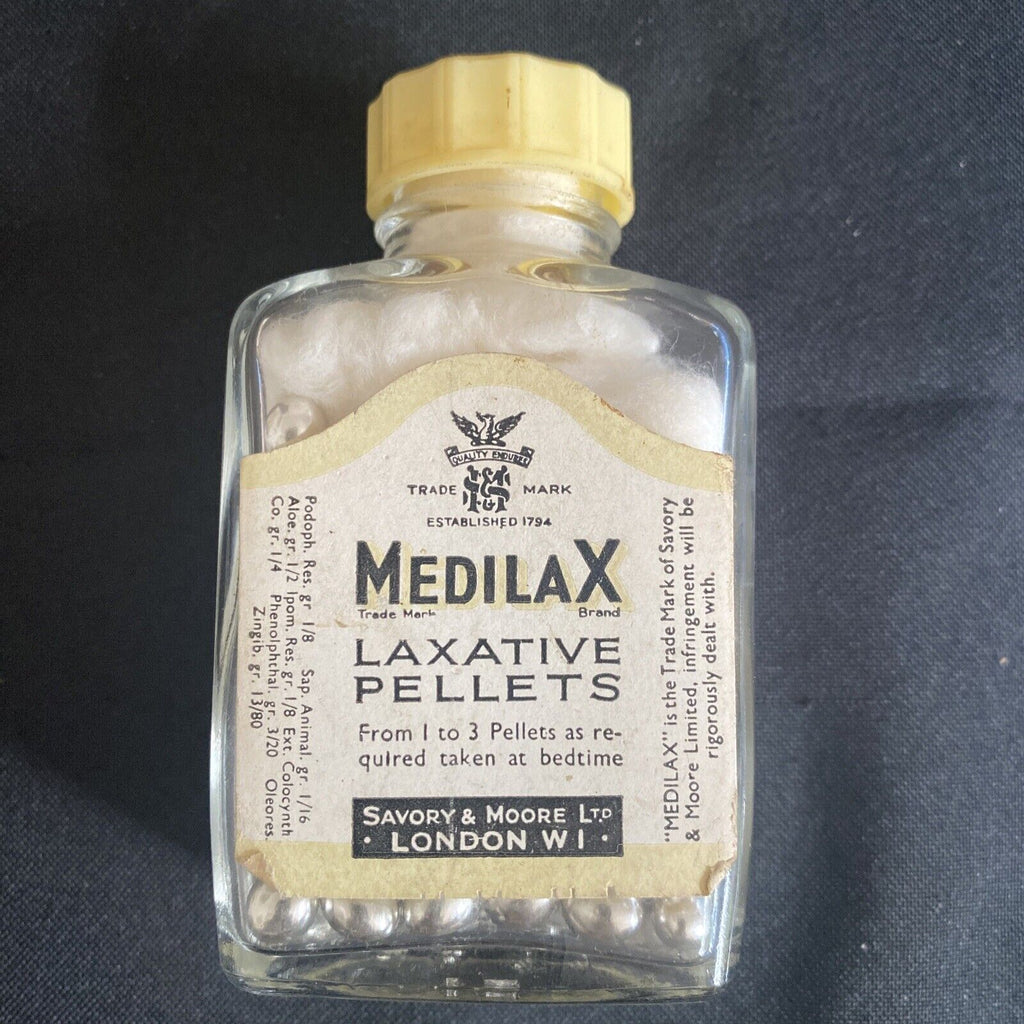 QUALITY ENDURES
TRADE S&M MARK
ESTABLISHED 1794
MEDILAX
Trade Mark Brand
LAXATIVE
PELLETS
From 1 to 3 Pellets as re-
quired taken at bedtime
SAVORY & MOORE LTD
· LONDON W1 ·
Podoph. Res. gr 1/8 Sap. Animal. gr. 1/16
Aloe. gr. 1/2 Ipom. Res. gr. 1/8 Ext. Colocynth
Co. gr. 1/4 Phenolphthal. gr. 3/20 Oleores.
Zingib. gr. 13/80
"MEDILAX" is the Trade Mark of Savory
& Moore Limited, infringement will be
rigorously dealt with.